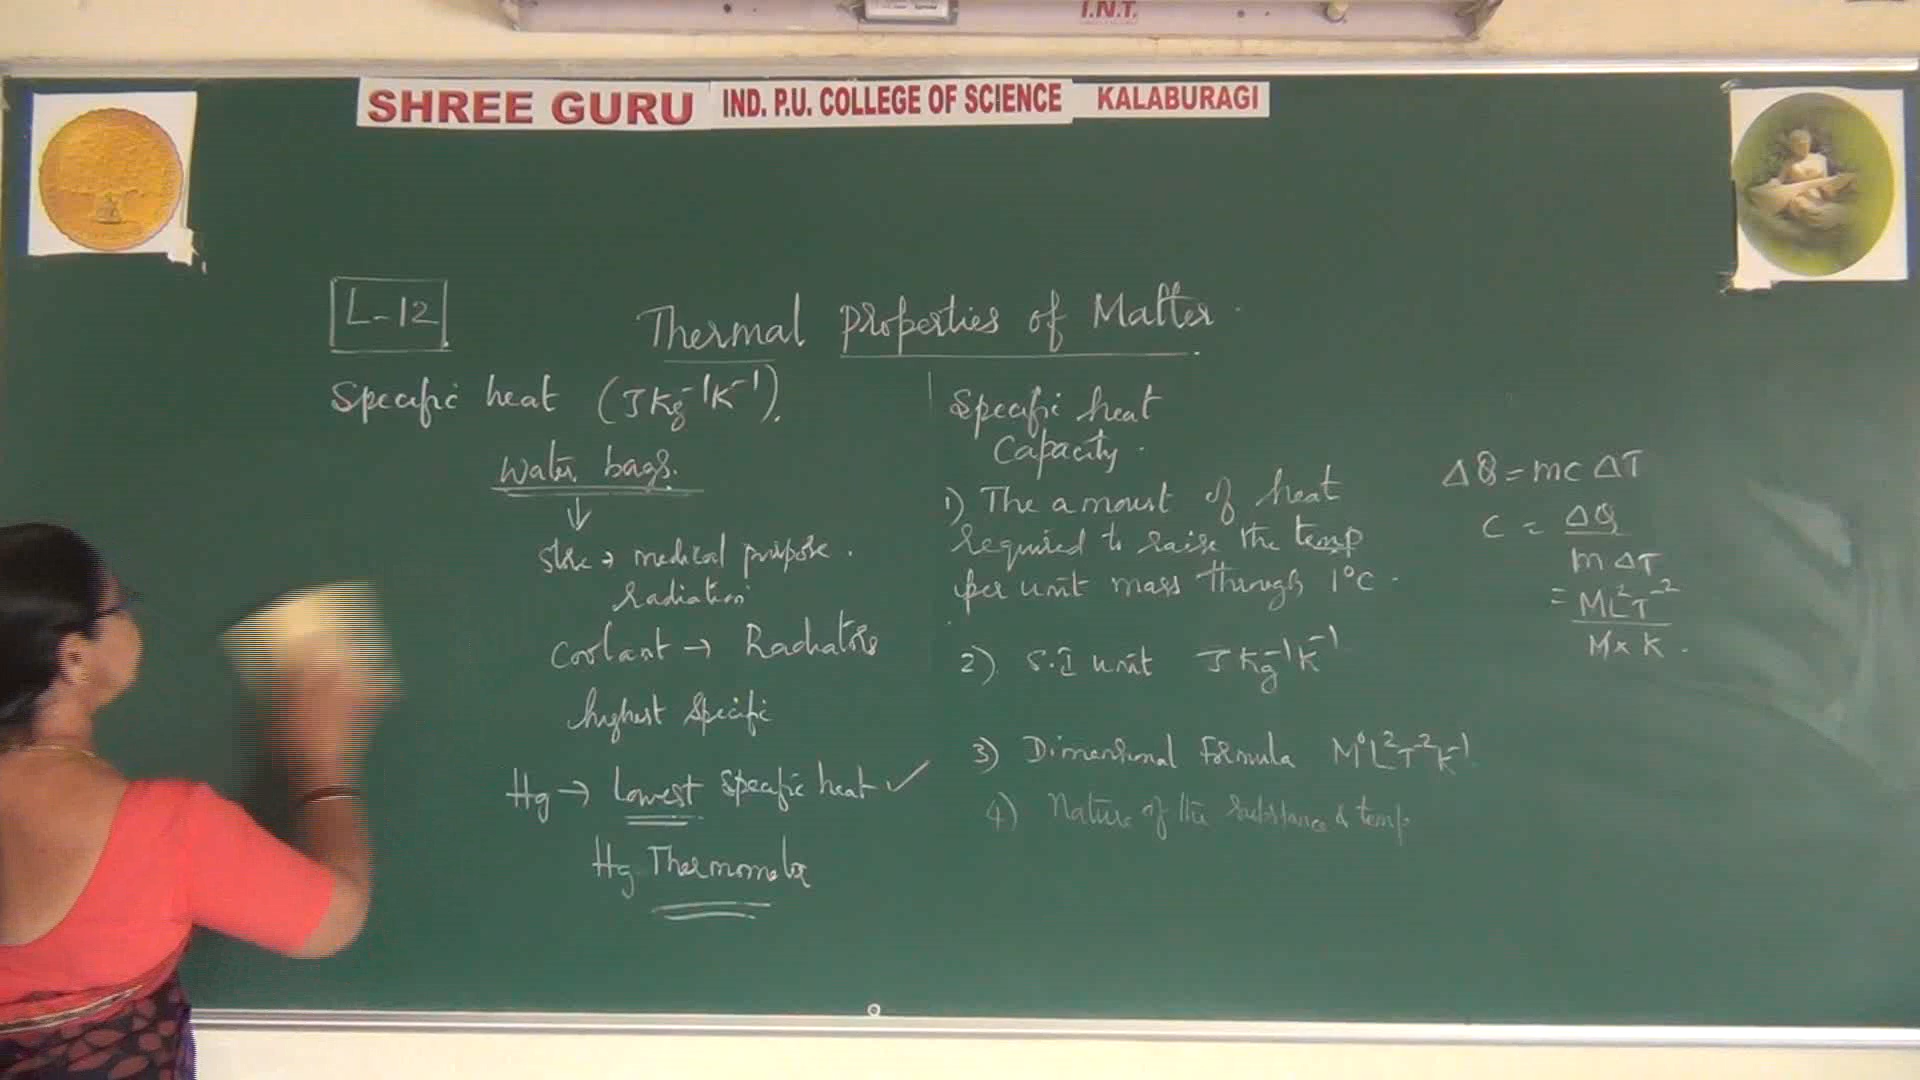 I.N.T.
SHREE GURU IND. P.U. COLLEGE OF SCIENCE KALABURAGI
L-12
Thermal properties of Matter.
Specific heat (J Kg⁻¹K⁻¹).
Water bags.
↓
→ medical purpose.
radiation
Coolant → Radiators
highest specific
Hg → Lowest specific heat ✓
Hg Thermometer
Specific heat
Capacity.
1) The amount of heat
required to raise the temp
per unit mass through 1°C.
2) S.I unit J Kg⁻¹K⁻¹
3) Dimensional Formula M⁰L²T⁻²K⁻¹
4) Nature of the substance & temp.
ΔQ = mc ΔT
C = ΔQ
m ΔT
= ML²T⁻²
M × K.